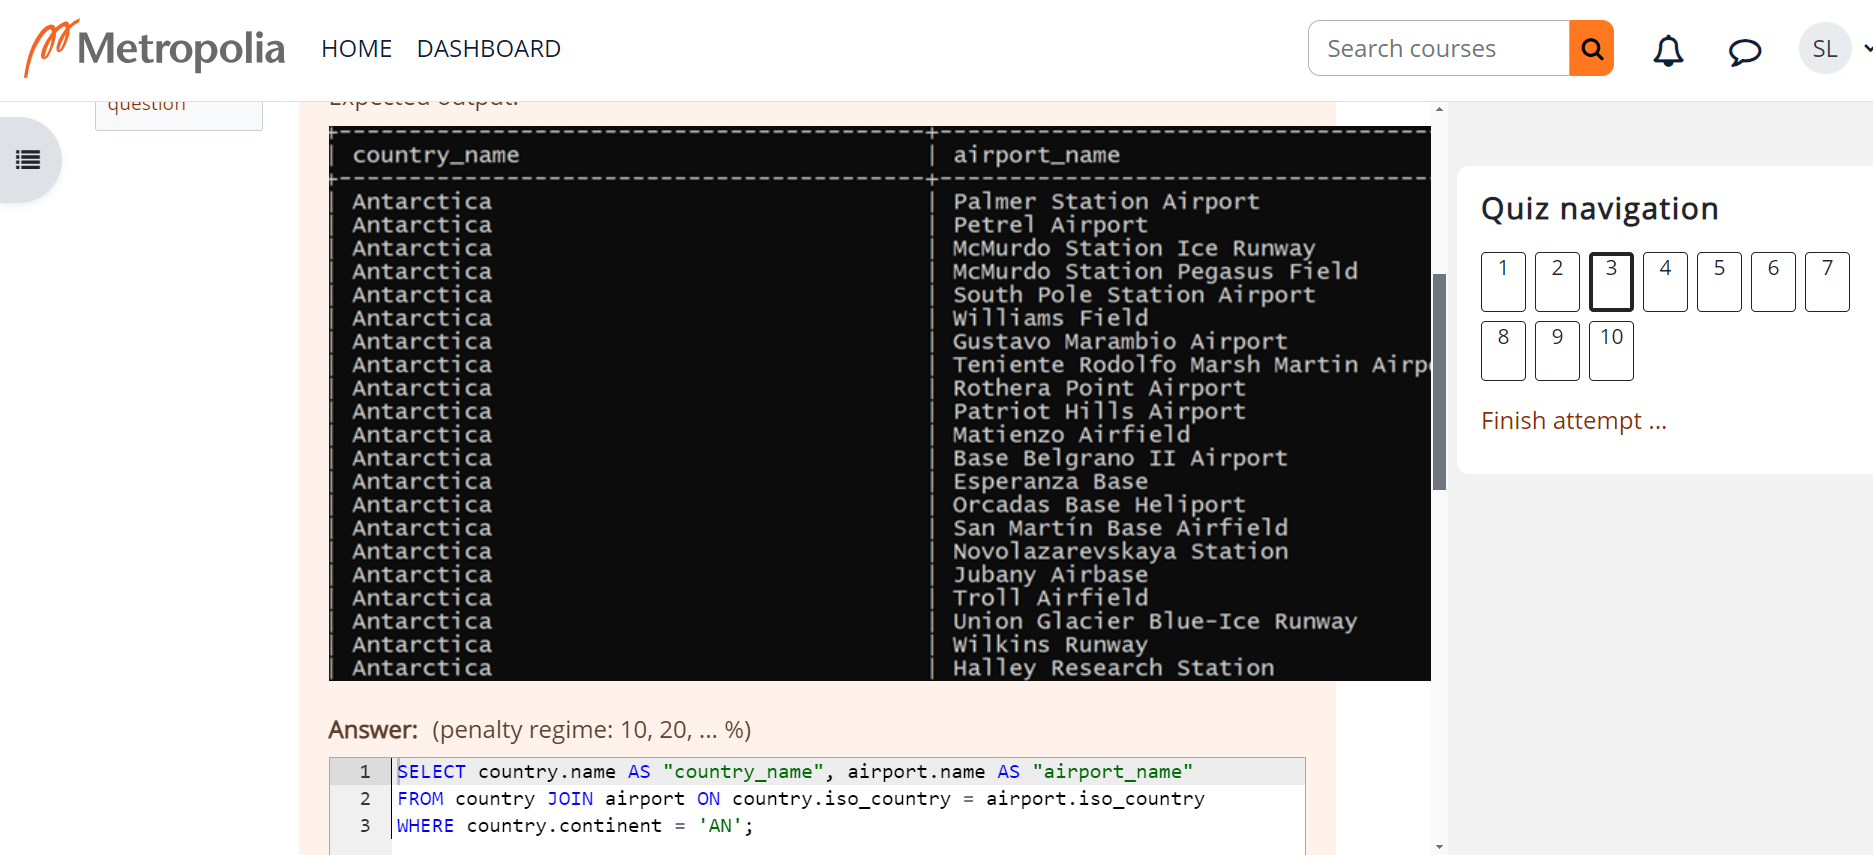 Metropolia HOME DASHBOARD Search courses SL
question
Expected output:
country_name | airport_name
Antarctica | Palmer Station Airport
Antarctica | Petrel Airport
Antarctica | McMurdo Station Ice Runway
Antarctica | McMurdo Station Pegasus Field
Antarctica | South Pole Station Airport
Antarctica | Williams Field
Antarctica | Gustavo Marambio Airport
Antarctica | Teniente Rodolfo Marsh Martin Airp
Antarctica | Rothera Point Airport
Antarctica | Patriot Hills Airport
Antarctica | Matienzo Airfield
Antarctica | Base Belgrano II Airport
Antarctica | Esperanza Base
Antarctica | Orcadas Base Heliport
Antarctica | San Martín Base Airfield
Antarctica | Novolazarevskaya Station
Antarctica | Jubany Airbase
Antarctica | Troll Airfield
Antarctica | Union Glacier Blue-Ice Runway
Antarctica | Wilkins Runway
Antarctica | Halley Research Station
Answer: (penalty regime: 10, 20, ... %)
1 SELECT country.name AS "country_name", airport.name AS "airport_name"
2 FROM country JOIN airport ON country.iso_country = airport.iso_country
3 WHERE country.continent = 'AN';
Quiz navigation
1 2 3 4 5 6 7
8 9 10
Finish attempt ...